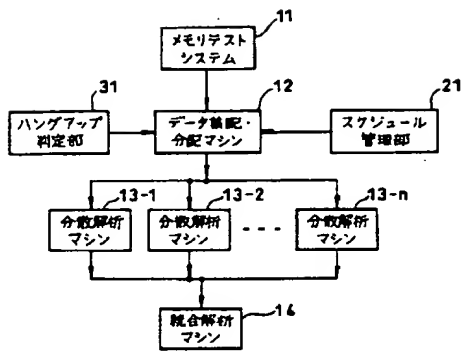 11
メモリテスト
システム
31
ハングアップ
判定部
12
データ集配・
分配マシン
21
スケジュール
管理部
13-1
分散解析
マシン
13-2
分散解析
マシン
13-n
分散解析
マシン
14
統合解析
マシン